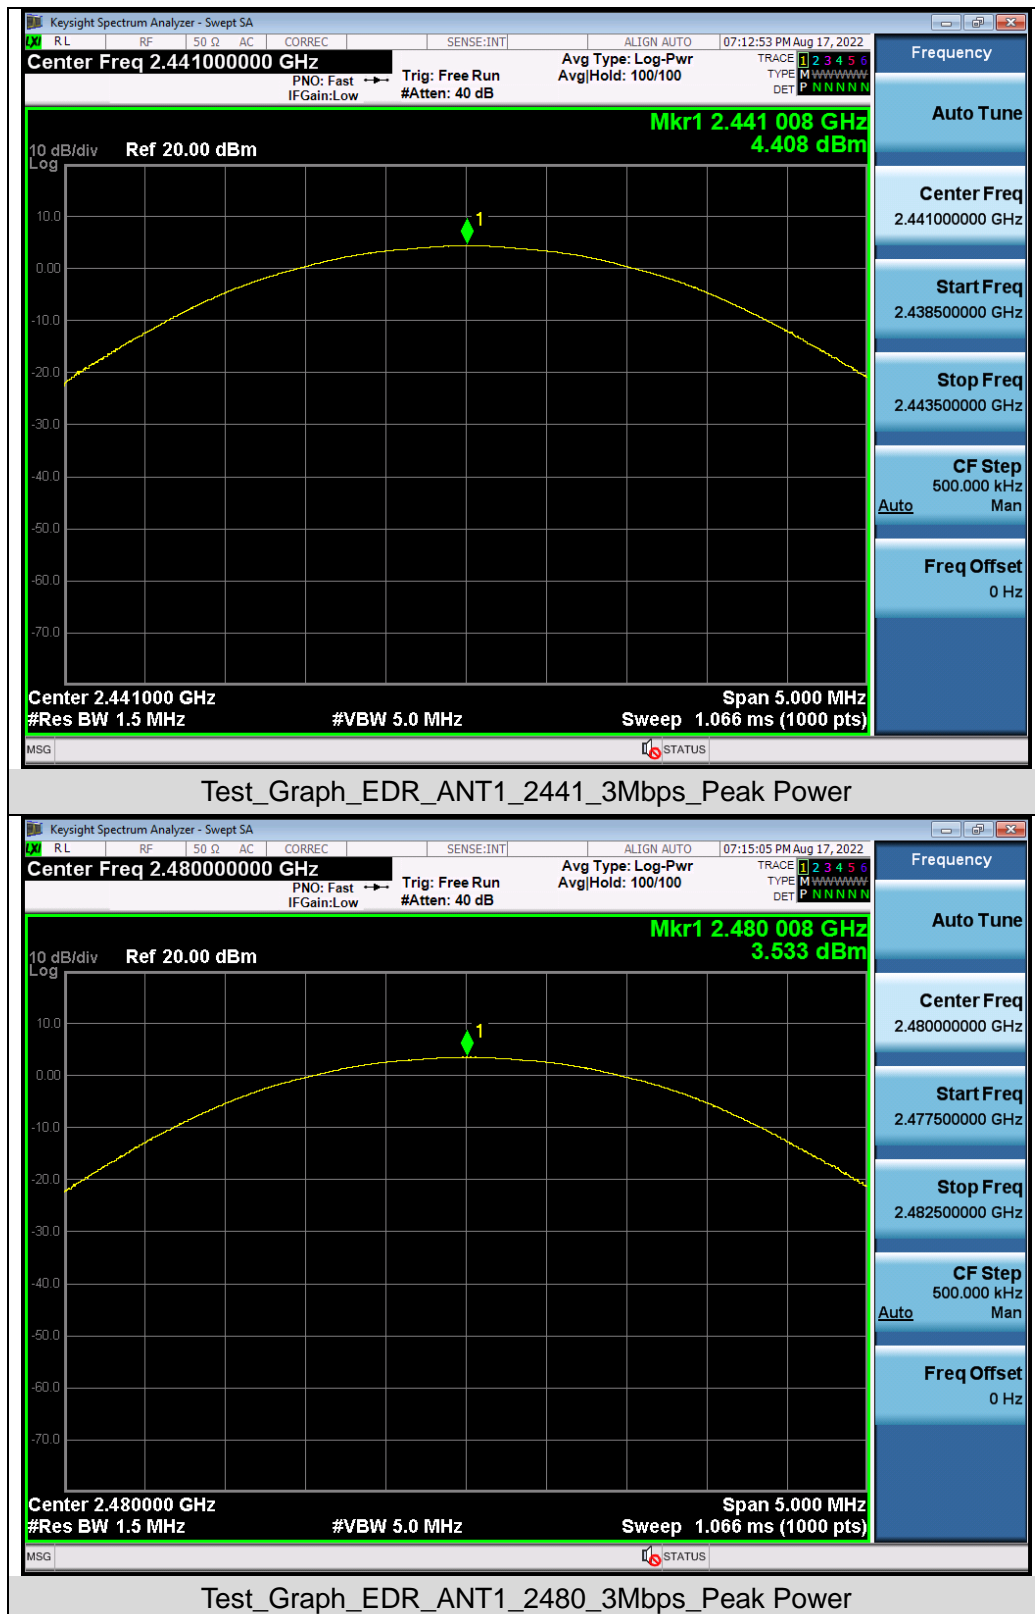 Keysight Spectrum Analyzer - Swept SA
LXI RL RF 50 Ω AC CORREC SENSE:INT ALIGN AUTO 07:12:53 PM Aug 17, 2022
Center Freq 2.441000000 GHz
PNO: Fast
IFGain:Low
Trig: Free Run
#Atten: 40 dB
Avg Type: Log-Pwr
Avg|Hold: 100/100
TRACE 1 2 3 4 5 6
TYPE M WWWWW
DET P N N N N N
Frequency
Auto Tune
Center Freq
2.441000000 GHz
Start Freq
2.438500000 GHz
Stop Freq
2.443500000 GHz
CF Step
500.000 kHz
Auto Man
Freq Offset
0 Hz
Mkr1 2.441 008 GHz
4.408 dBm
10 dB/div Ref 20.00 dBm
Log
1
10.0
0.00
-10.0
-20.0
-30.0
-40.0
-50.0
-60.0
-70.0
Center 2.441000 GHz Span 5.000 MHz
#Res BW 1.5 MHz #VBW 5.0 MHz Sweep 1.066 ms (1000 pts)
MSG STATUS
Test_Graph_EDR_ANT1_2441_3Mbps_Peak Power
Keysight Spectrum Analyzer - Swept SA
LXI RL RF 50 Ω AC CORREC SENSE:INT ALIGN AUTO 07:15:05 PM Aug 17, 2022
Center Freq 2.480000000 GHz
PNO: Fast
IFGain:Low
Trig: Free Run
#Atten: 40 dB
Avg Type: Log-Pwr
Avg|Hold: 100/100
TRACE 1 2 3 4 5 6
TYPE M WWWWW
DET P N N N N N
Frequency
Auto Tune
Center Freq
2.480000000 GHz
Start Freq
2.477500000 GHz
Stop Freq
2.482500000 GHz
CF Step
500.000 kHz
Auto Man
Freq Offset
0 Hz
Mkr1 2.480 008 GHz
3.533 dBm
10 dB/div Ref 20.00 dBm
Log
1
10.0
0.00
-10.0
-20.0
-30.0
-40.0
-50.0
-60.0
-70.0
Center 2.480000 GHz Span 5.000 MHz
#Res BW 1.5 MHz #VBW 5.0 MHz Sweep 1.066 ms (1000 pts)
MSG STATUS
Test_Graph_EDR_ANT1_2480_3Mbps_Peak Power